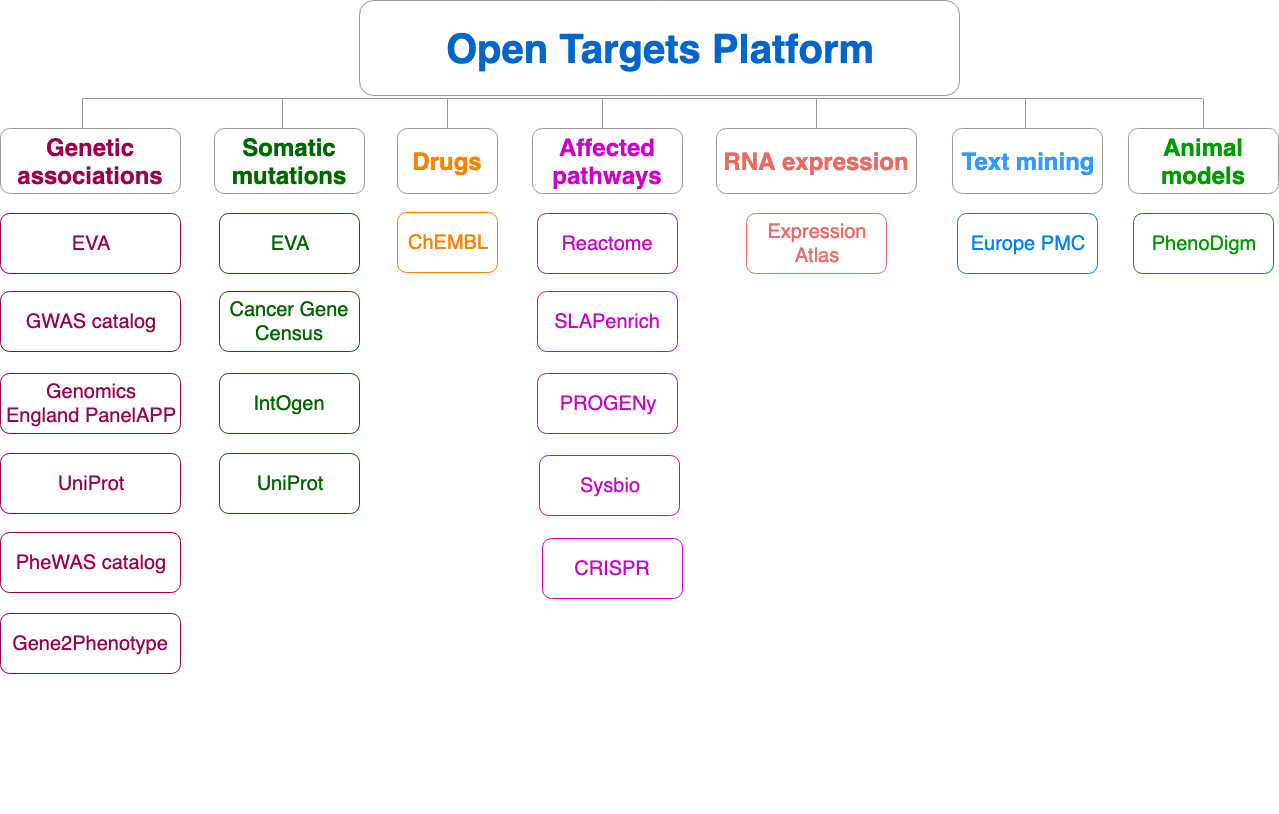 Open Targets Platform
Genetic
associations
Somatic
mutations
Drugs
Affected
pathways
RNA expression
Text mining
Animal
models
EVA
GWAS catalog
Genomics
England PanelAPP
UniProt
PheWAS catalog
Gene2Phenotype
EVA
Cancer Gene
Census
IntOgen
UniProt
ChEMBL
Reactome
SLAPenrich
PROGENy
Sysbio
CRISPR
Expression
Atlas
Europe PMC
PhenoDigm